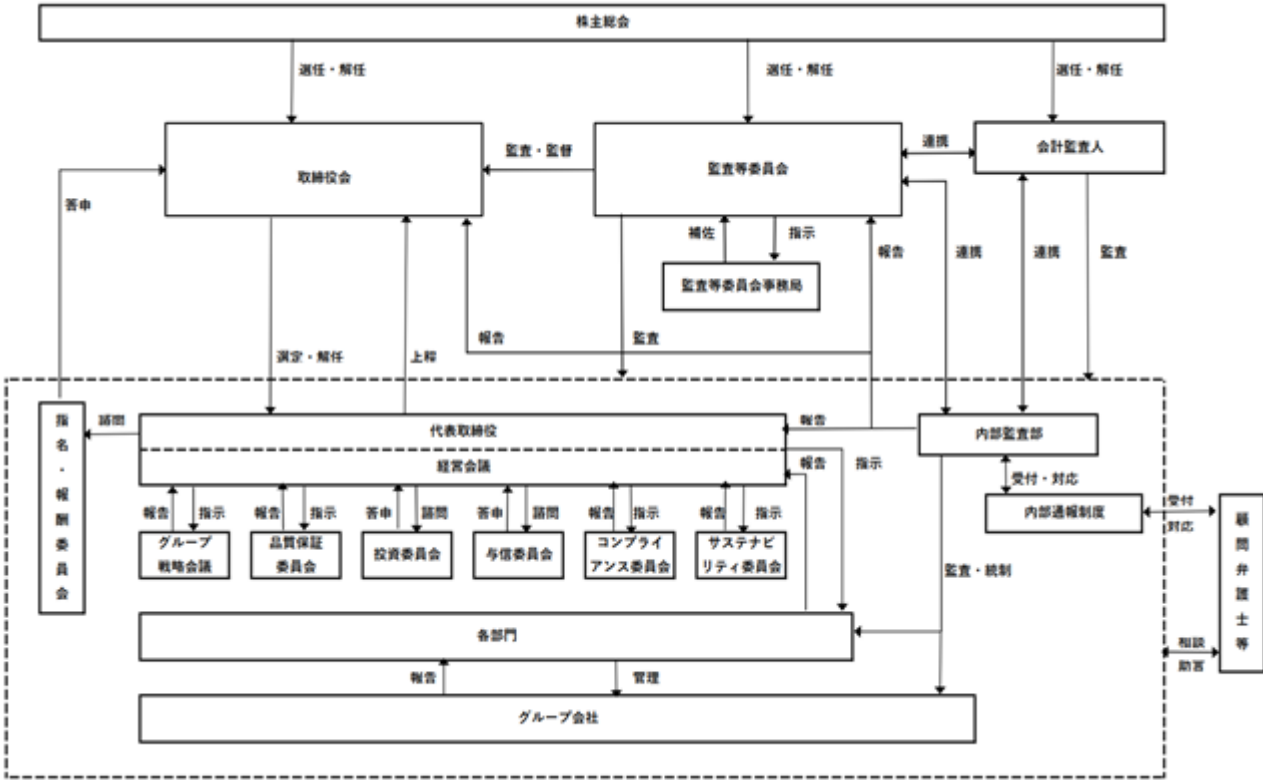 株主総会
選任・解任
選任・解任
選任・解任
取締役会
監査・監督
監査等委員会
連携
会計監査人
答申
補佐
指示
報告
連携
連携
監査
監査等委員会事務局
選定・解任
上程
報告
監査
指名・報酬委員会
諮問
代表取締役
報告
内部監査部
経営会議
報告
指示
受付・対応
報告
指示
報告
指示
答申
諮問
答申
諮問
報告
指示
報告
指示
内部通報制度
受付
対応
顧問弁護士等
グループ
戦略会議
品質保証
委員会
投資委員会
与信委員会
コンプライ
アンス委員会
サステナビ
リティ委員会
監査・統制
各部門
相談
助言
報告
管理
グループ会社